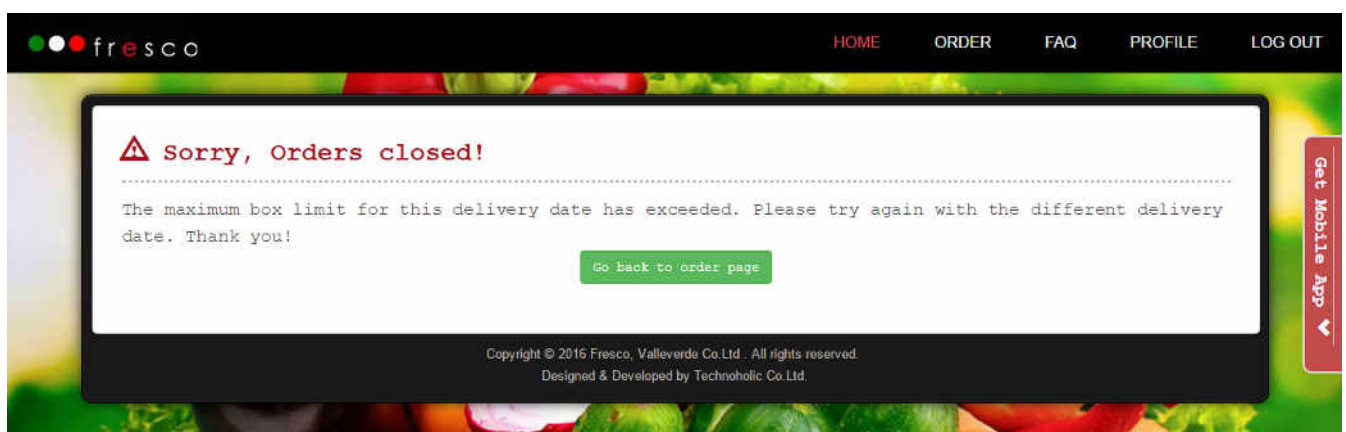 fresco
HOME ORDER FAQ PROFILE LOG OUT
Sorry, Orders closed!
The maximum box limit for this delivery date has exceeded. Please try again with the different delivery
date. Thank you!
Go back to order page
Get Mobile App
Copyright © 2016 Fresco, Valleverde Co.Ltd . All rights reserved.
Designed & Developed by Technoholic Co.Ltd.